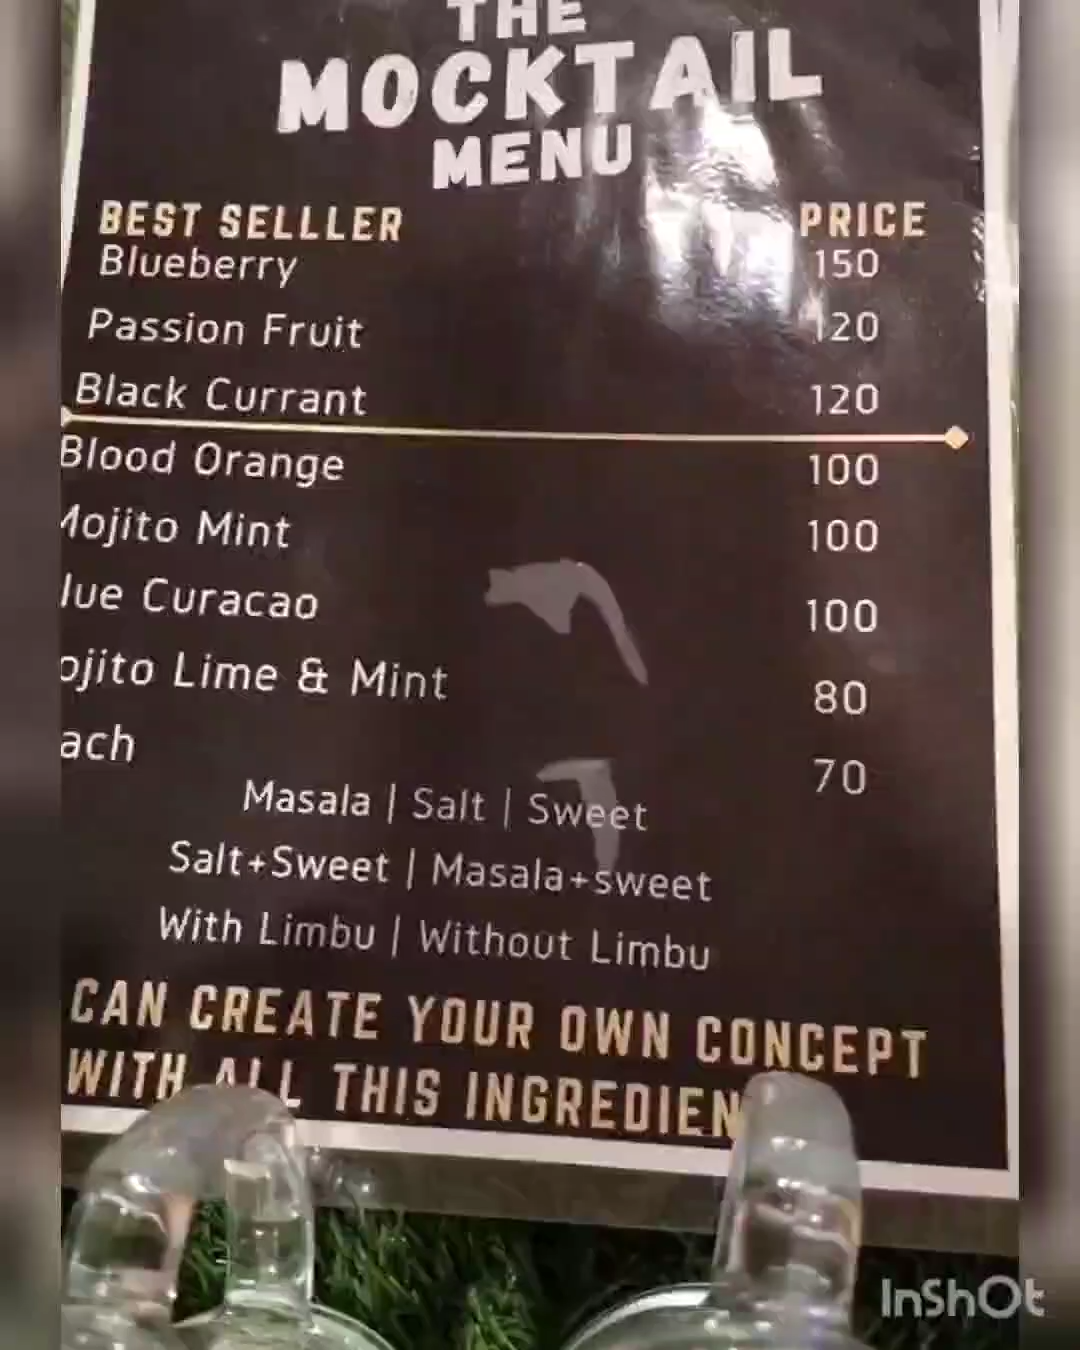 THE
MOCKTAIL
MENU
BEST SELLLER PRICE
Blueberry 150
Passion Fruit 120
Black Currant 120
Blood Orange 100
Mojito Mint 100
lue Curacao 100
ojito Lime & Mint 80
ach 70
Masala | Salt | Sweet
Salt+Sweet | Masala+sweet
With Limbu | Without Limbu
CAN CREATE YOUR OWN CONCEPT
WITH ALL THIS INGREDIEN
InShOt